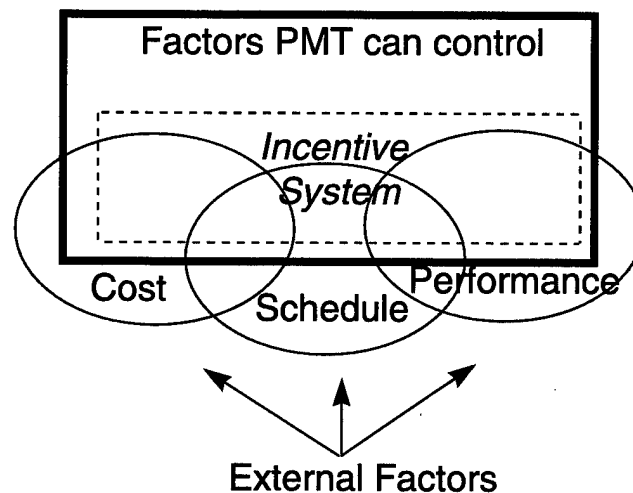 Factors PMT can control
Incentive
System
Cost
Schedule
Performance
External Factors